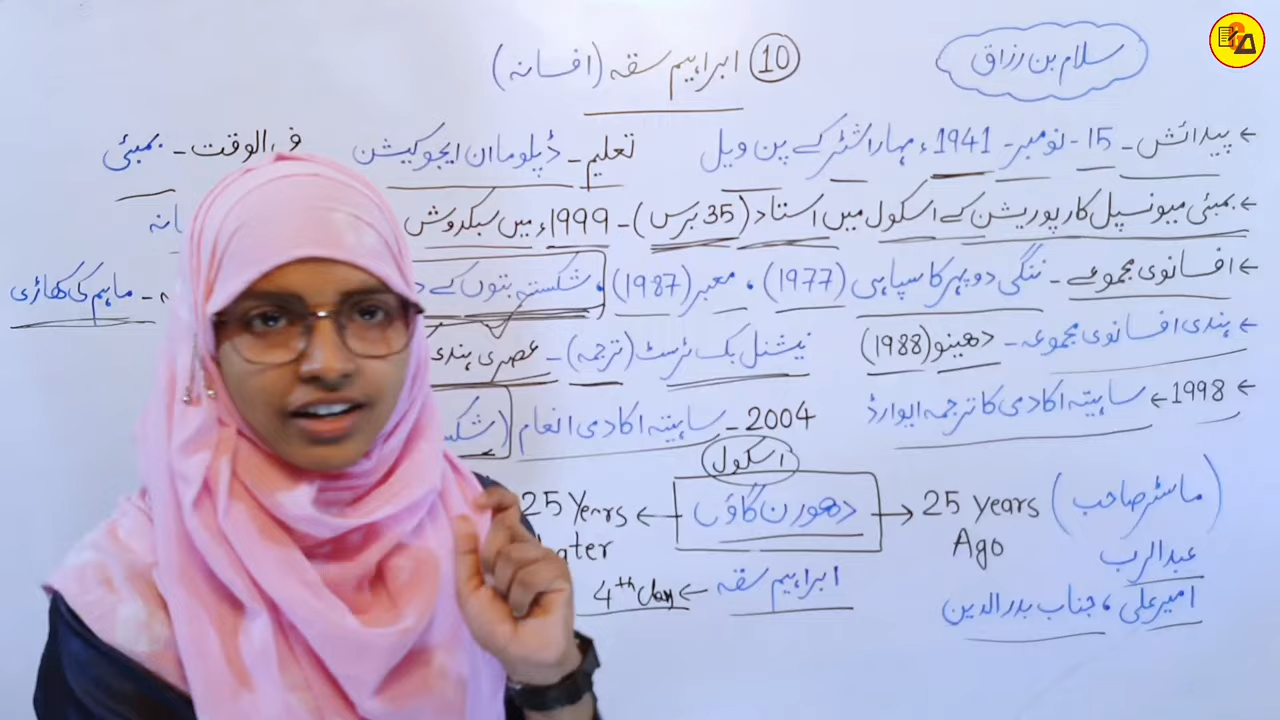 سلام بن رزاق
10 ابراہیم سقہ (افسانہ)
← پیدائش۔ 15 - نومبر۔ 1941ء مہاراشٹر کے پن ویل تعلیم۔ ڈپلوما ان ایجوکیشن فی الوقت۔ بمبئی
← بمبئی میونسپل کارپوریشن کے اسکول میں استاد (35 برس)۔ 1999ء میں سبکدوش
← افسانوی مجموعے۔ ننگی دوپہر کا سپاہی (1977)، معبر (1987)، شکستہ بتوں کے ۔ ماہم کی کھاڑی
← ہندی افسانوی مجموعہ۔ دھینو (1988) نیشنل بک ٹرسٹ (ترجمہ)۔ عصری ہندی
← 1998 ← ساہتیہ اکادمی کا ترجمہ ایوارڈ 2004 ۔ ساہتیہ اکادمی انعام (
اسکول
(ماسٹر صاحب) 25 years Ago ← دھورن گاؤں → 25 Years
عبدالرب
ابراہیم سقہ ← 4th Class
امیر علی، جناب بدرالدین